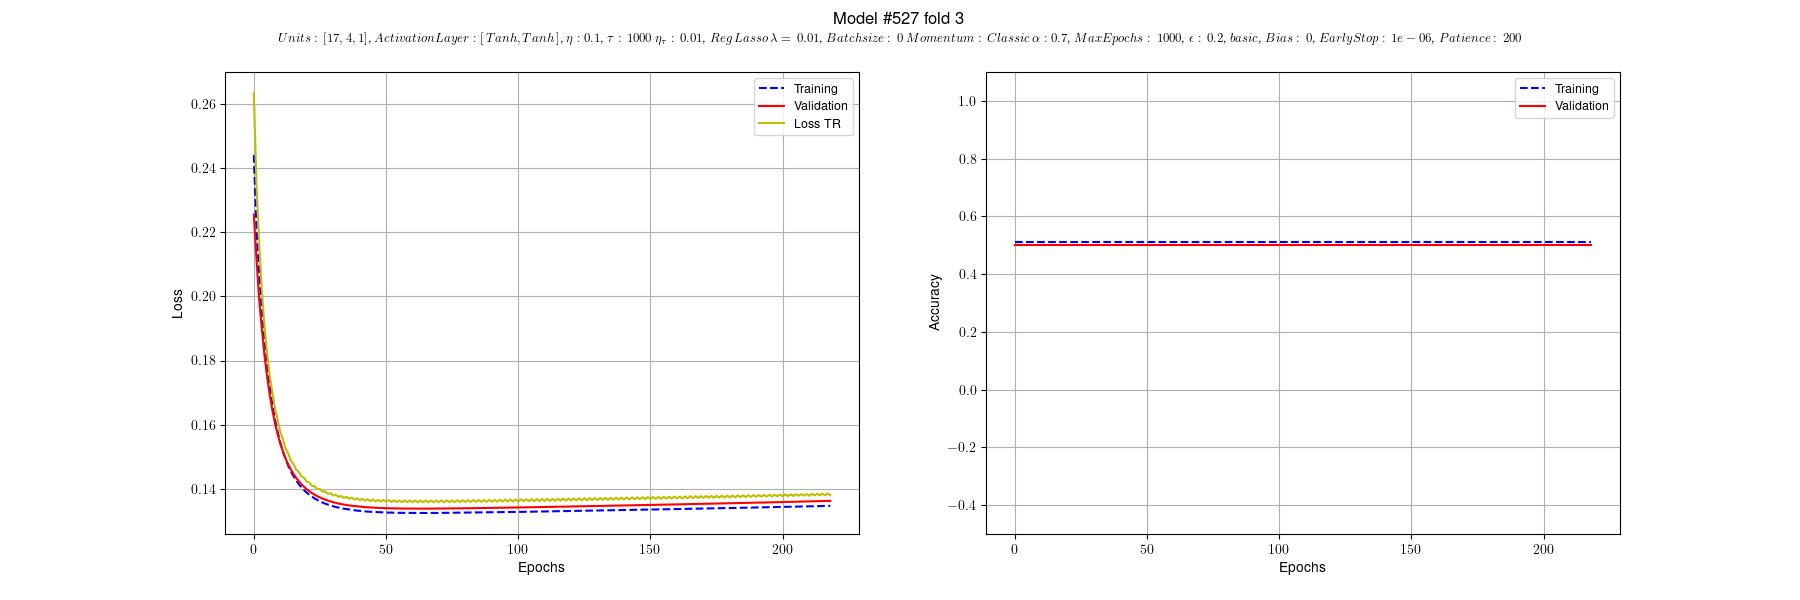 Model #527 fold 3
Units : [17, 4, 1], ActivationLayer : [Tanh, Tanh], η : 0.1, τ : 1000 η_τ : 0.01, Reg Lasso λ = 0.01, Batchsize : 0 Momentum : Classic α : 0.7, MaxEpochs : 1000, ϵ : 0.2, basic, Bias : 0, EarlyStop : 1e − 06, Patience : 200
0.26
0.24
0.22
0.20
0.18
0.16
0.14
Loss
0 50 100 150 200
Epochs
Training
Validation
Loss TR
1.0
0.8
0.6
0.4
0.2
0.0
−0.2
−0.4
Accuracy
0 50 100 150 200
Epochs
Training
Validation